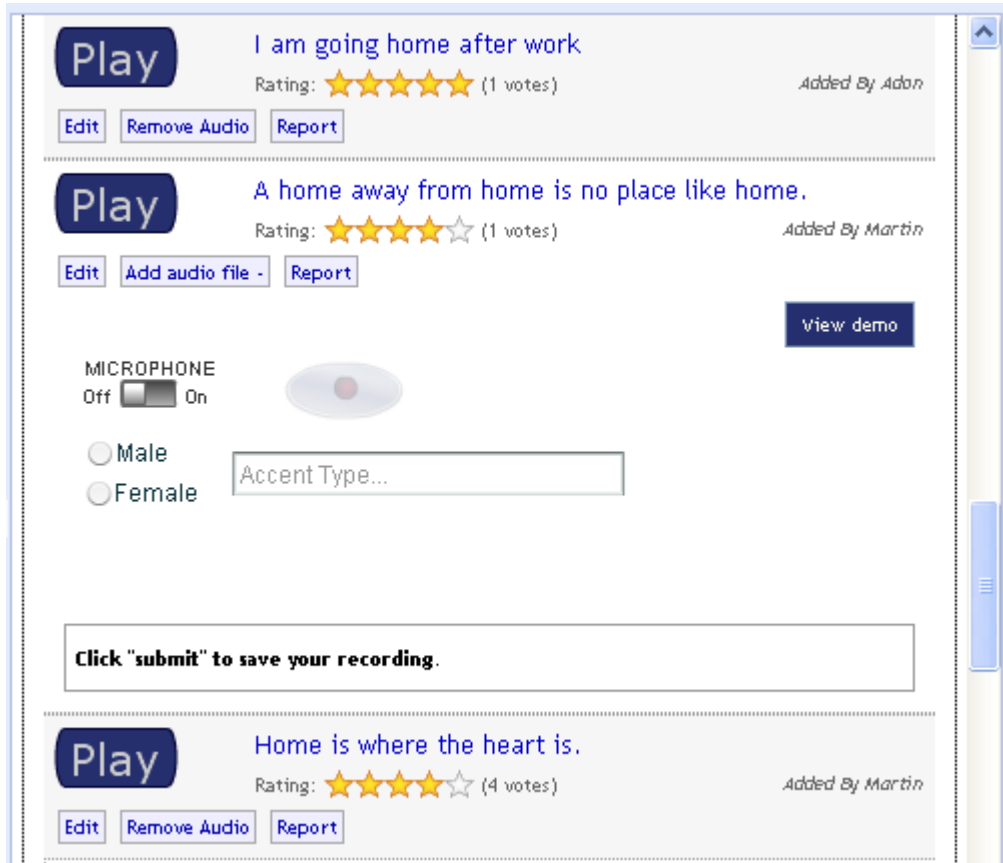 Play I am going home after work
Rating: (1 votes) Added By Adon
Edit Remove Audio Report
Play A home away from home is no place like home.
Rating: (1 votes) Added By Martin
Edit Add audio file - Report
View demo
MICROPHONE
Off On
Male
Accent Type...
Female
Click "submit" to save your recording.
Play Home is where the heart is.
Rating: (4 votes) Added By Martin
Edit Remove Audio Report